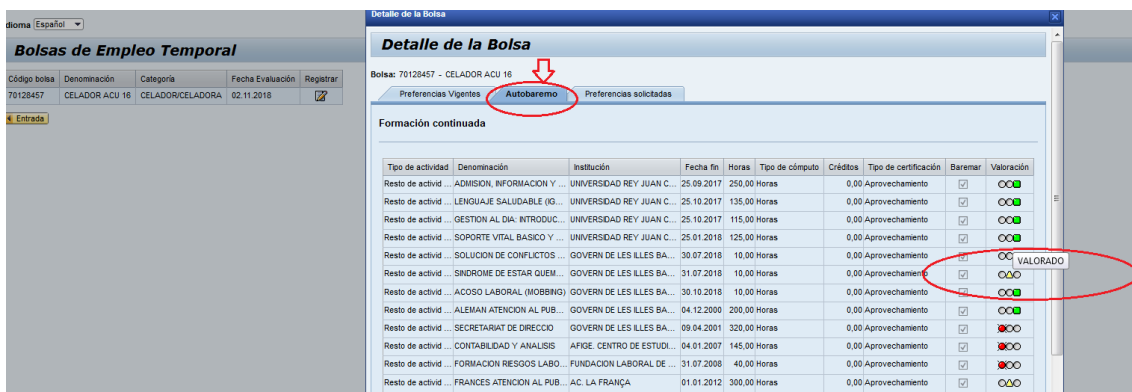 Idioma Español
Bolsas de Empleo Temporal
Código bolsa Denominación Categoría Fecha Evaluación Registrar
70128457 CELADOR ACU 16 CELADOR/CELADORA 02.11.2018
Entrada
Detalle de la Bolsa
Detalle de la Bolsa
Bolsa: 70128457 - CELADOR ACU 16
Preferencias Vigentes Autobaremo Preferencias solicitadas
Formación continuada
Tipo de actividad Denominación Institución Fecha fin Horas Tipo de cómputo Créditos Tipo de certificación Baremar Valoración
Resto de activid ... ADMISION, INFORMACION Y ... UNIVERSIDAD REY JUAN C... 25.09.2017 250,00 Horas 0,00 Aprovechamiento
Resto de activid ... LENGUAJE SALUDABLE (IG... UNIVERSIDAD REY JUAN C... 25.10.2017 135,00 Horas 0,00 Aprovechamiento
Resto de activid ... GESTION AL DIA: INTRODUC... UNIVERSIDAD REY JUAN C... 25.10.2017 115,00 Horas 0,00 Aprovechamiento
Resto de activid ... SOPORTE VITAL BASICO Y ... UNIVERSIDAD REY JUAN C... 25.01.2018 125,00 Horas 0,00 Aprovechamiento
Resto de activid ... SOLUCION DE CONFLICTOS ... GOVERN DE LES ILLES BA... 30.07.2018 10,00 Horas 0,00 Aprovechamiento
VALORADO
Resto de activid ... SINDROME DE ESTAR QUEM... GOVERN DE LES ILLES BA... 31.07.2018 10,00 Horas 0,00 Aprovechamiento
Resto de activid ... ACOSO LABORAL (MOBBING) GOVERN DE LES ILLES BA... 30.10.2018 10,00 Horas 0,00 Aprovechamiento
Resto de activid ... ALEMAN ATENCION AL PUB... GOVERN DE LES ILLES BA... 04.12.2000 200,00 Horas 0,00 Aprovechamiento
Resto de activid ... SECRETARIAT DE DIRECCIO GOVERN DE LES ILLES BA... 09.04.2001 320,00 Horas 0,00 Aprovechamiento
Resto de activid ... CONTABILIDAD Y ANALISIS AFIGE. CENTRO DE ESTUDI... 04.01.2007 145,00 Horas 0,00 Aprovechamiento
Resto de activid ... FORMACION RIESGOS LABO... FUNDACION LABORAL DE ... 31.07.2008 40,00 Horas 0,00 Aprovechamiento
Resto de activid ... FRANCES ATENCION AL PUB... AC. LA FRANÇA 01.01.2012 300,00 Horas 0,00 Aprovechamiento